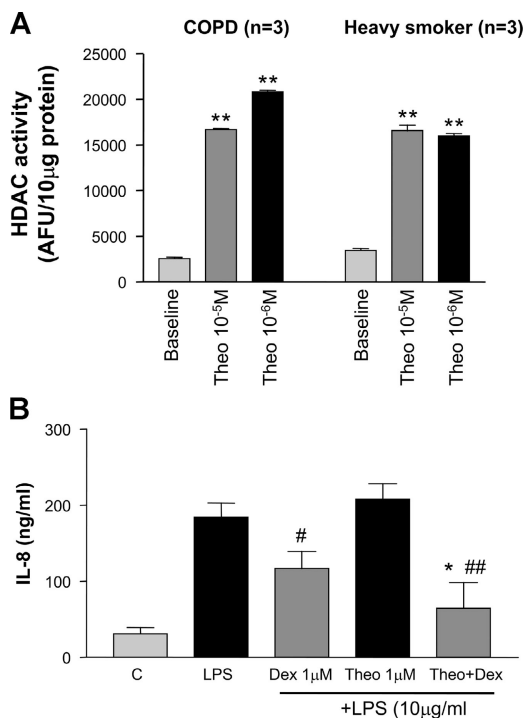 A
COPD (n=3) Heavy smoker (n=3)
HDAC activity
(AFU/10μg protein)
25000
20000
15000
10000
5000
0
** ** ** **
Baseline
Theo 10⁻⁵M
Theo 10⁻⁶M
Baseline
Theo 10⁻⁵M
Theo 10⁻⁶M
B
IL-8 (ng/ml)
300
200
100
0
# * ##
C LPS Dex 1μM Theo 1μM Theo+Dex
+LPS (10μg/ml